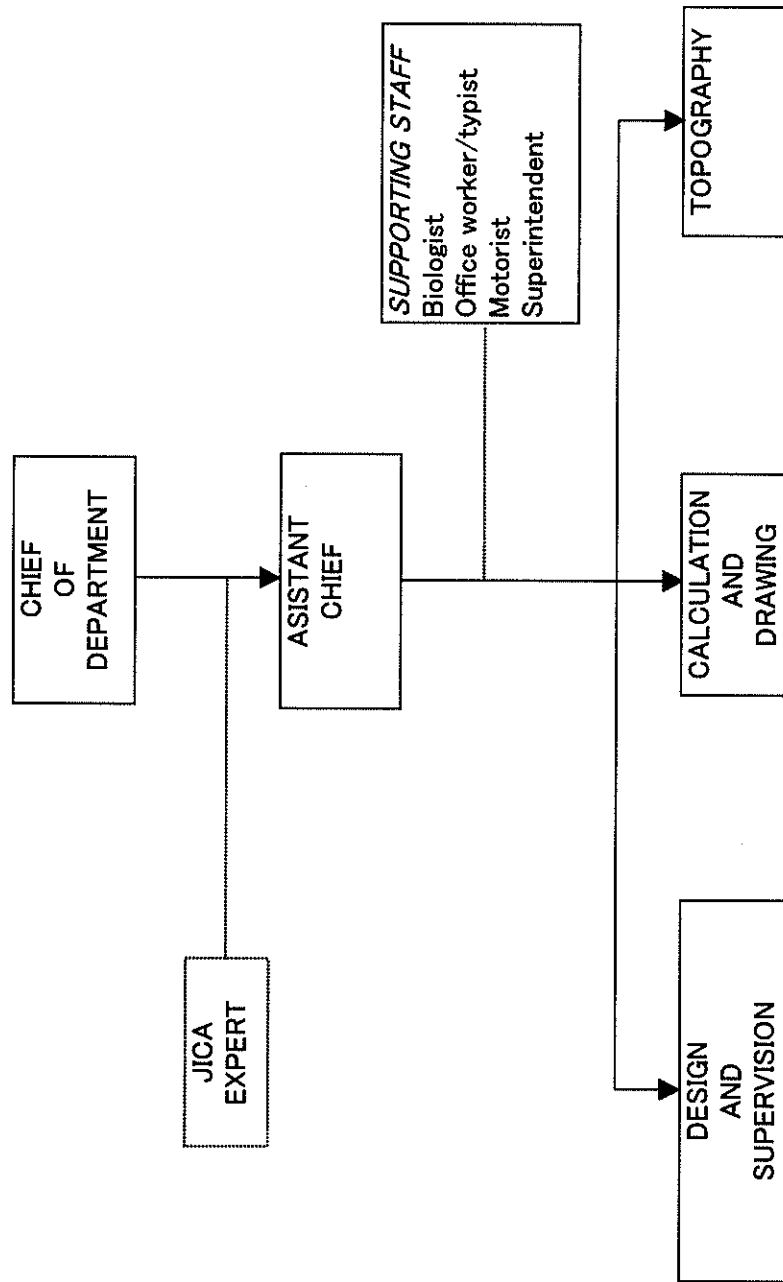 CHIEF
OF
DEPARTMENT
JICA
EXPERT
ASISTANT
CHIEF
SUPPORTING STAFF
Biologist
Office worker/typist
Motorist
Superintendent
DESIGN
AND
SUPERVISION
CALCULATION
AND
DRAWING
TOPOGRAPHY